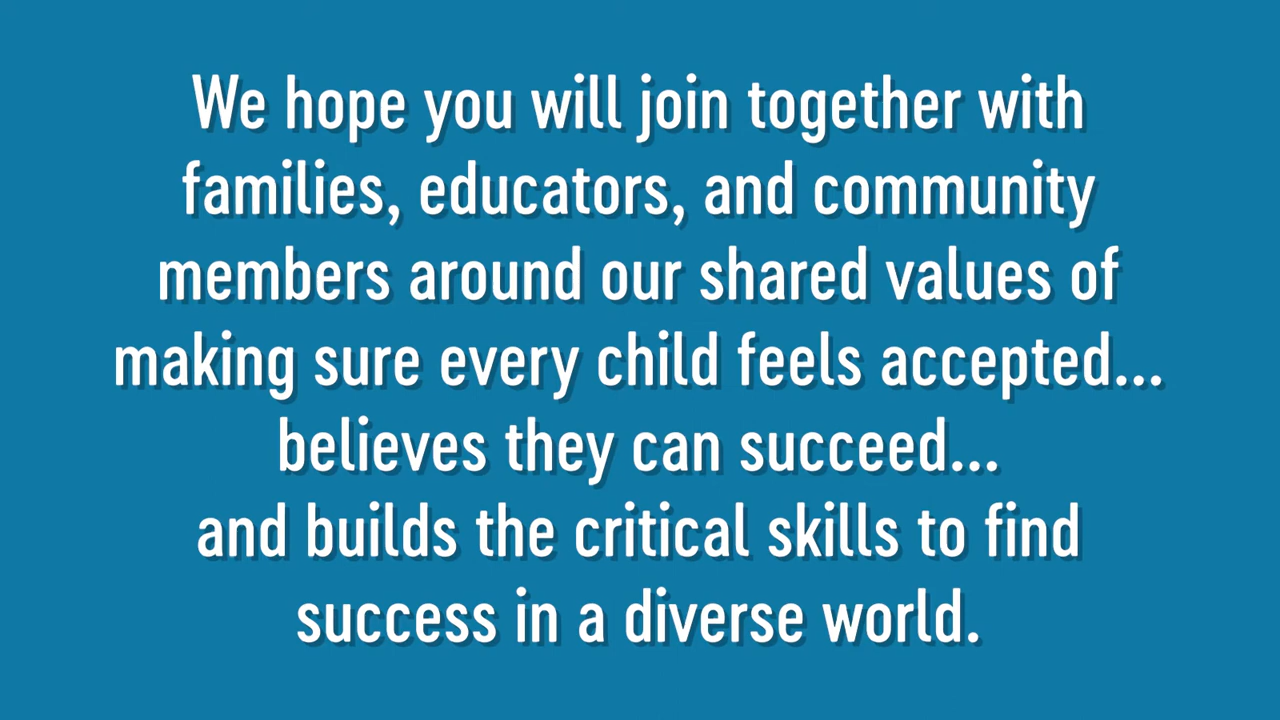 We hope you will join together with
families, educators, and community
members around our shared values of
making sure every child feels accepted...
believes they can succeed...
and builds the critical skills to find
success in a diverse world.